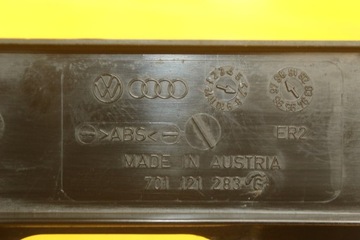 >ABS<
ER2
MADE IN AUSTRIA
701 121 283 G